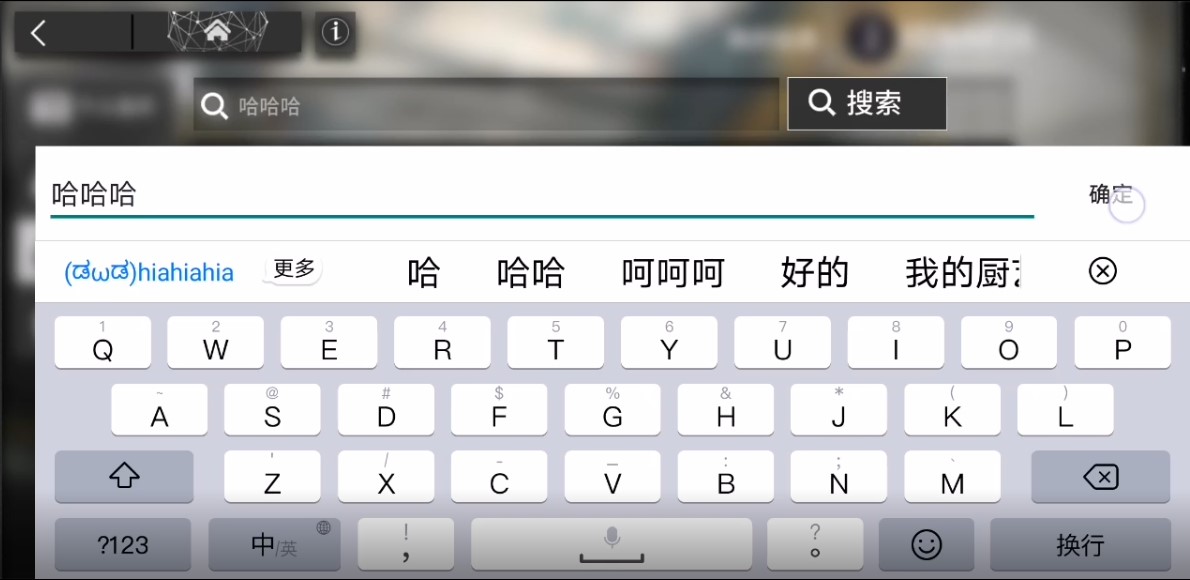 i
哈哈哈
搜索
哈哈哈
确定
(ಡωಡ)hiahiahia 更多 哈 哈哈 呵呵呵 好的 我的厨
1 2 3 4 5 6 7 8 9 0
Q W E R T Y U I O P
~ @ # $ % & * ( )
A S D F G H J K L
' / - _ : ; `
Z X C V B N M
?123 中/英 ! , ? 。 换行